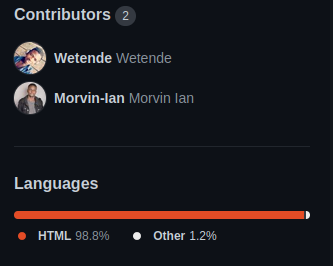 Contributors 2
Wetende Wetende
Morvin-Ian Morvin Ian
Languages
HTML 98.8% Other 1.2%